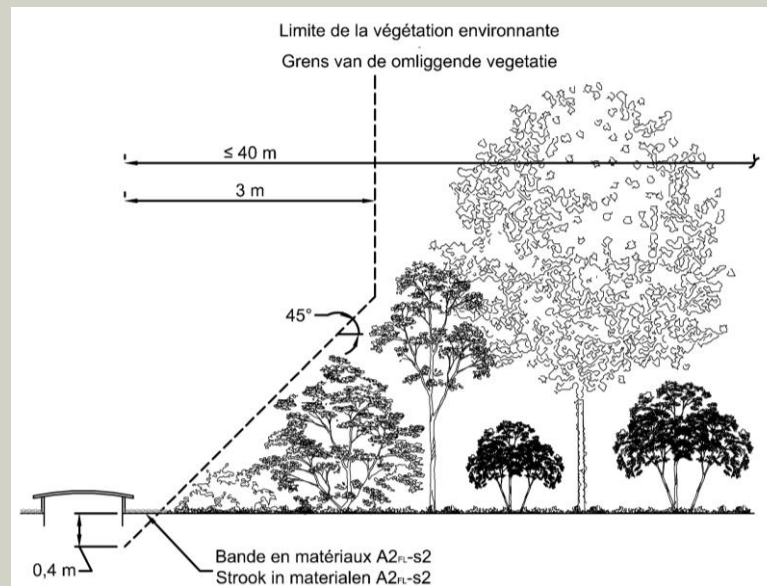 Limite de la végétation environnante
Grens van de omliggende vegetatie
≤ 40 m
3 m
45°
0,4 m
Bande en matériaux A2FL-s2
Strook in materialen A2FL-s2